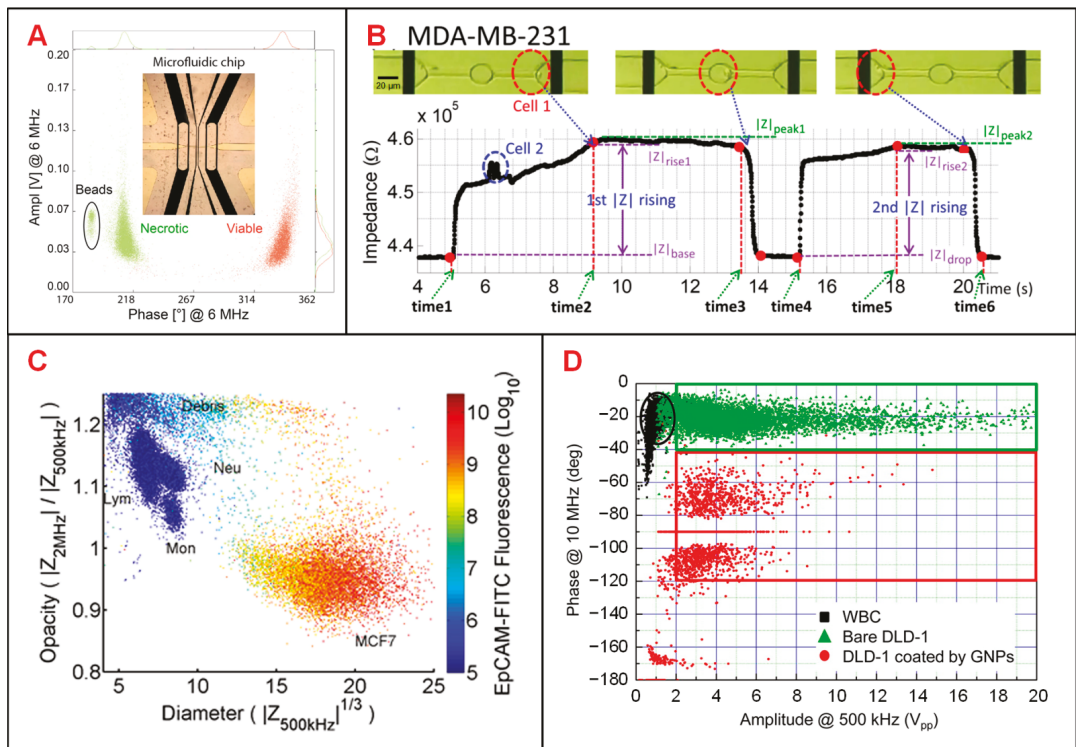 A
Microfluidic chip
Beads
Necrotic
Viable
Ampl [V] @ 6 MHz
0.20
0.17
0.13
0.10
0.07
0.03
0.00
170 218 267 314 362
Phase [°] @ 6 MHz
B
MDA-MB-231
20 μm
Cell 1
x 10⁵
Cell 2
|Z|peak1
|Z|peak2
|Z|rise1
|Z|rise2
1st |Z| rising
2nd |Z| rising
|Z|base
|Z|drop
Impedance (Ω)
4.6
4.5
4.4
4 6 8 10 12 14 16 18 20 Time (s)
time1 time2 time3 time4 time5 time6
C
Debris
Neu
Lym
Mon
MCF7
Opacity ( |Z2MHz| / |Z500kHz| )
1.2
1.1
1
0.9
0.8
5 10 15 20 25
Diameter ( |Z500kHz|^1/3 )
EpCAM-FITC Fluorescence (Log10)
10
9
8
7
6
5
D
Phase @ 10 MHz (deg)
0
−20
−40
−60
−80
−100
−120
−140
−160
−180
WBC
Bare DLD-1
DLD-1 coated by GNPs
0 2 4 6 8 10 12 14 16 18 20
Amplitude @ 500 kHz (Vpp)